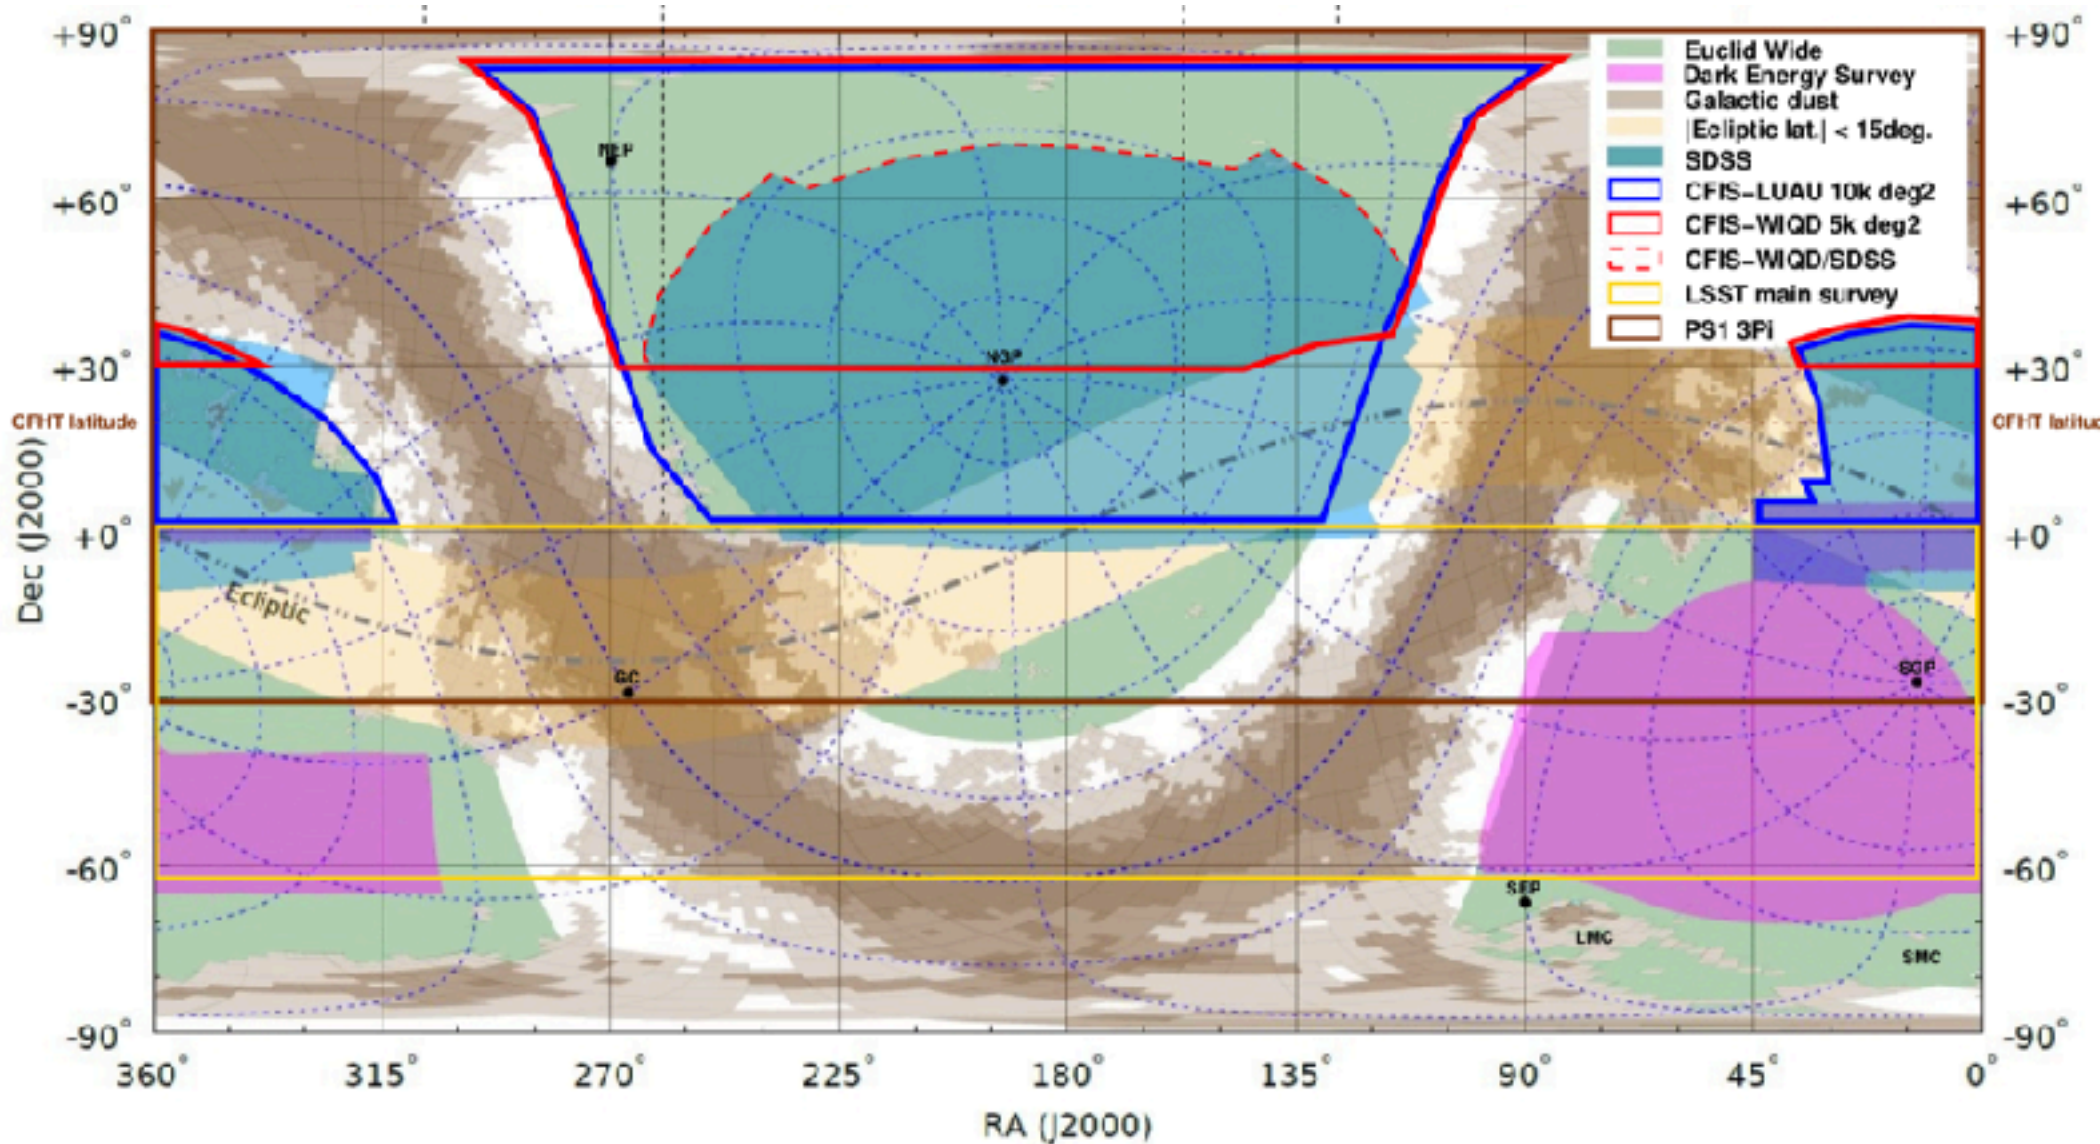 +90°
+60°
+30°
CFHT latitude
+0°
-30°
-60°
-90°
Dec (J2000)
+90°
+60°
+30°
CFHT latitu
+0°
-30°
-60°
-90°
Euclid Wide
Dark Energy Survey
Galactic dust
|Ecliptic lat.| < 15deg.
SDSS
CFIS-LUAU 10k deg2
CFIS-WIQD 5k deg2
CFIS-WIQD/SDSS
LSST main survey
PS1 3Pi
NEP
NGP
Ecliptic
GC
SGP
SEP
LMC
SMC
360° 315° 270° 225° 180° 135° 90° 45° 0°
RA (J2000)